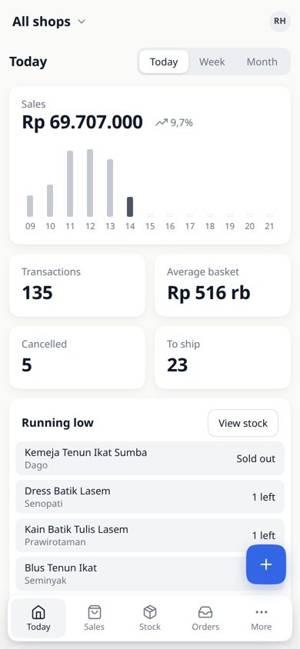 All shops
RH
Today
Today Week Month
Sales
Rp 69.707.000
9,7%
09 10 11 12 13 14 15 16 17 18 19 20 21
Transactions
135
Average basket
Rp 516 rb
Cancelled
5
To ship
23
Running low
View stock
Kemeja Tenun Ikat Sumba
Dago
Sold out
Dress Batik Lasem
Senopati
1 left
Kain Batik Tulis Lasem
Prawirotaman
1 left
Blus Tenun Ikat
Seminyak
Today Sales Stock Orders More